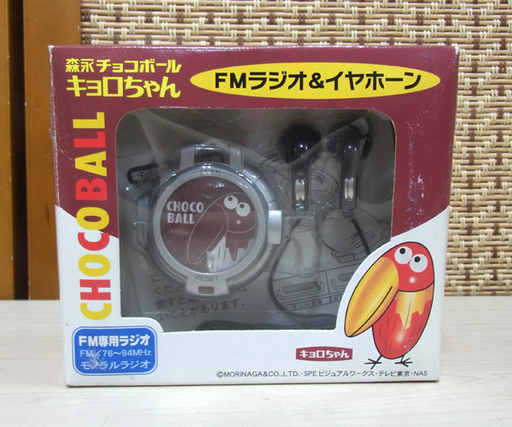 森永チョコボール
キョロちゃん
FMラジオ&イヤホーン
CHOCOBALL
CHOCO
BALL
RESET
FM専用ラジオ
FM／76～94MHz
モノラルラジオ
キョロちゃん
©MORINAGA&CO.,LTD.・SPE ビジュアルワークス・テレビ東京・NAS